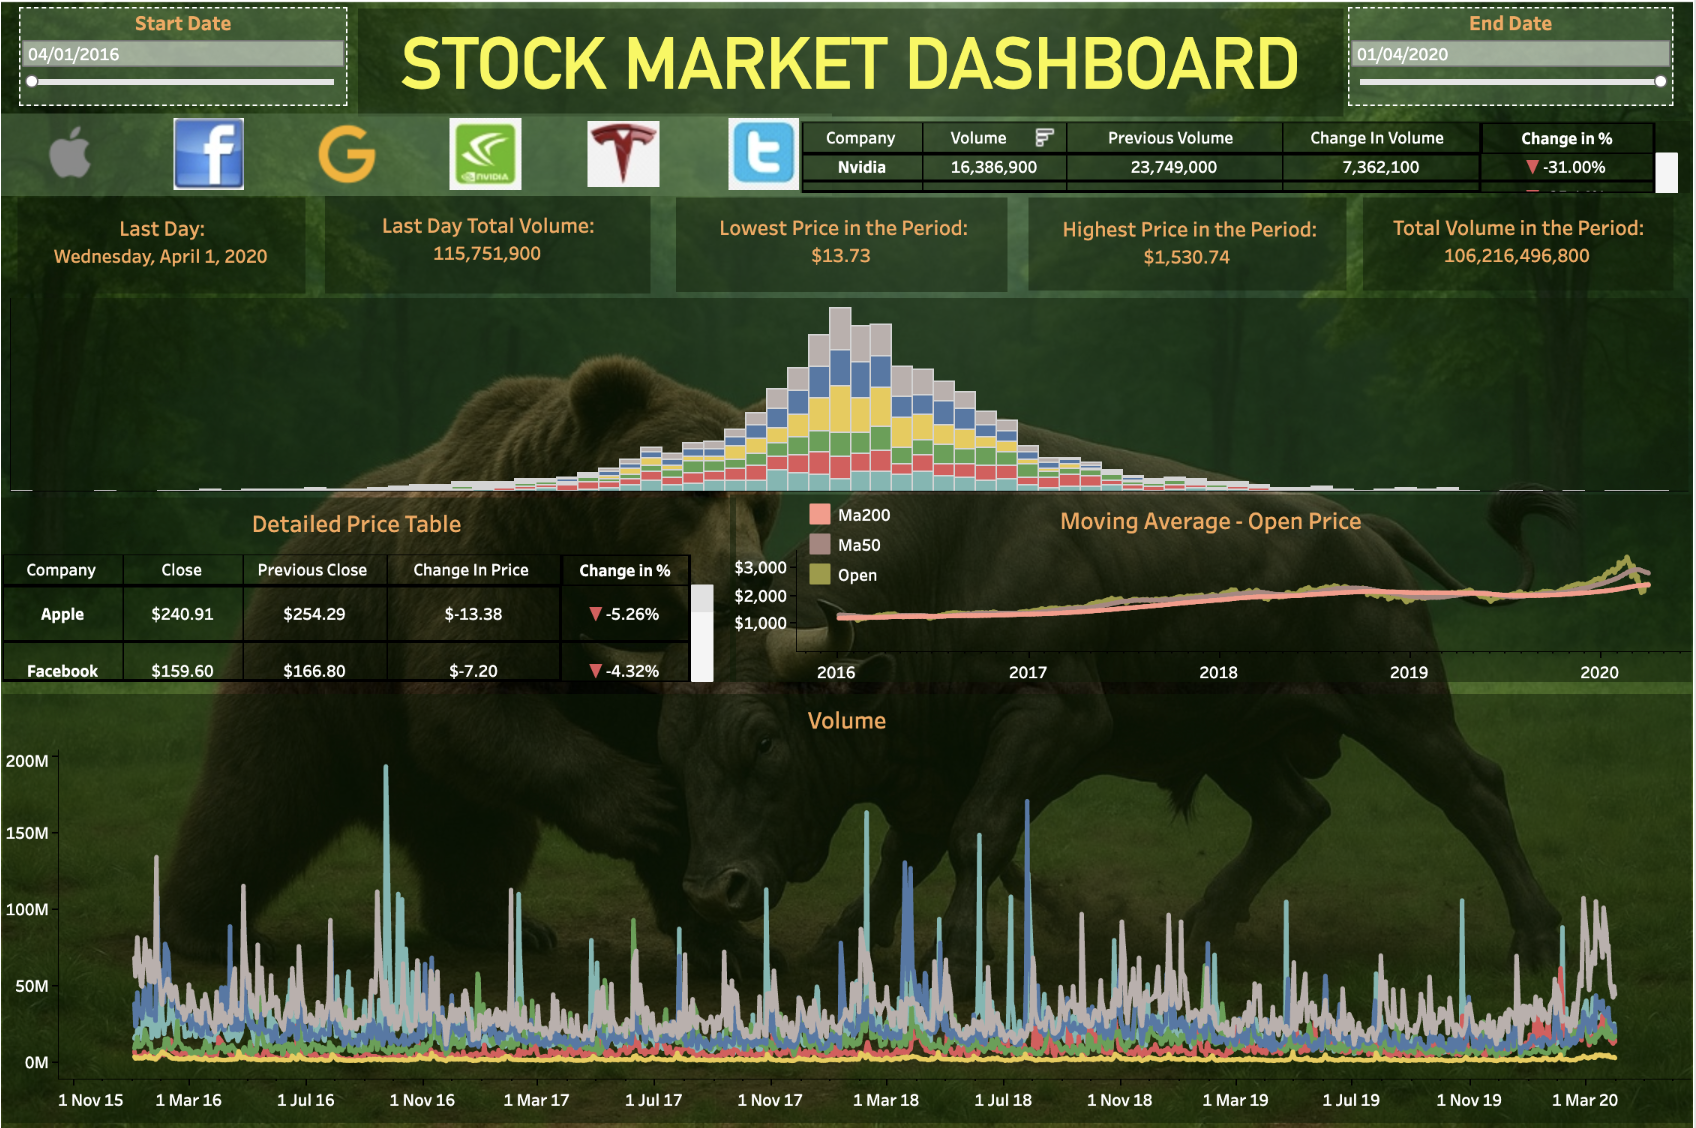 Start Date
04/01/2016
STOCK MARKET DASHBOARD
End Date
01/04/2020
f
G
NVIDIA
T
t
Company Volume Previous Volume Change In Volume Change in %
Nvidia 16,386,900 23,749,000 7,362,100 ▼ -31.00%
Last Day:
Wednesday, April 1, 2020
Last Day Total Volume:
115,751,900
Lowest Price in the Period:
$13.73
Highest Price in the Period:
$1,530.74
Total Volume in the Period:
106,216,496,800
Detailed Price Table
Company Close Previous Close Change In Price Change in %
Apple $240.91 $254.29 $-13.38 ▼ -5.26%
Facebook $159.60 $166.80 $-7.20 ▼ -4.32%
Ma200
Ma50
Open
Moving Average - Open Price
$3,000
$2,000
$1,000
2016 2017 2018 2019 2020
Volume
200M
150M
100M
50M
0M
1 Nov 15 1 Mar 16 1 Jul 16 1 Nov 16 1 Mar 17 1 Jul 17 1 Nov 17 1 Mar 18 1 Jul 18 1 Nov 18 1 Mar 19 1 Jul 19 1 Nov 19 1 Mar 20